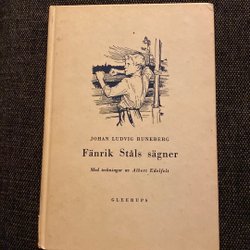 JOHAN LUDVIG RUNEBERG
Fänrik Ståls sägner
Med teckningar av Albert Edelfelt
GLEERUPS